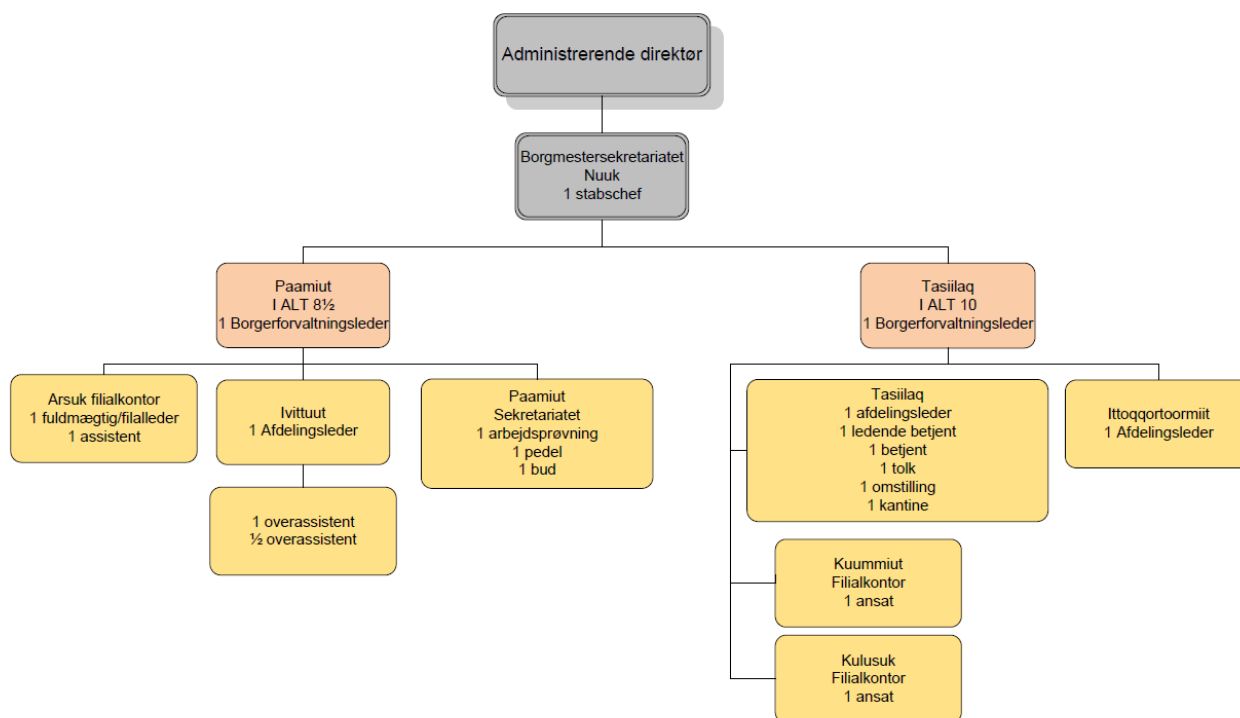 Administrerende direktør
Borgmestersekretariatet
Nuuk
1 stabschef
Paamiut
I ALT 8½
1 Borgerforvaltningsleder
Tasiilaq
I ALT 10
1 Borgerforvaltningsleder
Arsuk filialkontor
1 fuldmægtig/filalleder
1 assistent
Ivittuut
1 Afdelingsleder
Paamiut
Sekretariatet
1 arbejdsprøvning
1 pedel
1 bud
Tasiilaq
1 afdelingsleder
1 ledende betjent
1 betjent
1 tolk
1 omstilling
1 kantine
Ittoqqortoormiit
1 Afdelingsleder
1 overassistent
½ overassistent
Kuummiut
Filialkontor
1 ansat
Kulusuk
Filialkontor
1 ansat